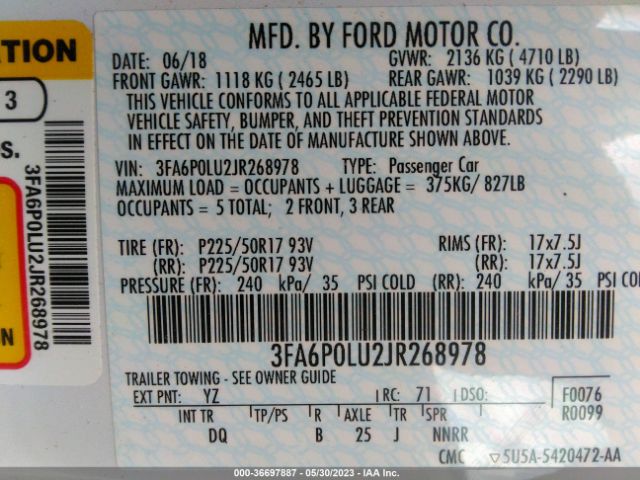 ATION
3
S.
3FA6P0LU2JR268978
N
MFD. BY FORD MOTOR CO.
DATE: 06/18 GVWR: 2136 KG (4710 LB)
FRONT GAWR: 1118 KG (2465 LB) REAR GAWR: 1039 KG (2290 LB)
THIS VEHICLE CONFORMS TO ALL APPLICABLE FEDERAL MOTOR
VEHICLE SAFETY, BUMPER, AND THEFT PREVENTION STANDARDS
IN EFFECT ON THE DATE OF MANUFACTURE SHOWN ABOVE.
VIN: 3FA6P0LU2JR268978 TYPE: Passenger Car
MAXIMUM LOAD = OCCUPANTS + LUGGAGE = 375KG/ 827LB
OCCUPANTS = 5 TOTAL; 2 FRONT, 3 REAR
TIRE (FR): P225/50R17 93V RIMS (FR): 17x7.5J
(RR): P225/50R17 93V (RR): 17x7.5J
PRESSURE (FR): 240 kPa/ 35 PSI COLD (RR): 240 kPa/ 35 PSI COLD
3FA6P0LU2JR268978
TRAILER TOWING - SEE OWNER GUIDE
EXT PNT: YZ RC: 71 DSO: F0076
INT TR TP/PS R AXLE TR SPR R0099
DQ B 25 J NNRR
CMC ▽5U5A-5420472-AA
000-36697887 - 05/30/2023 - IAA Inc.